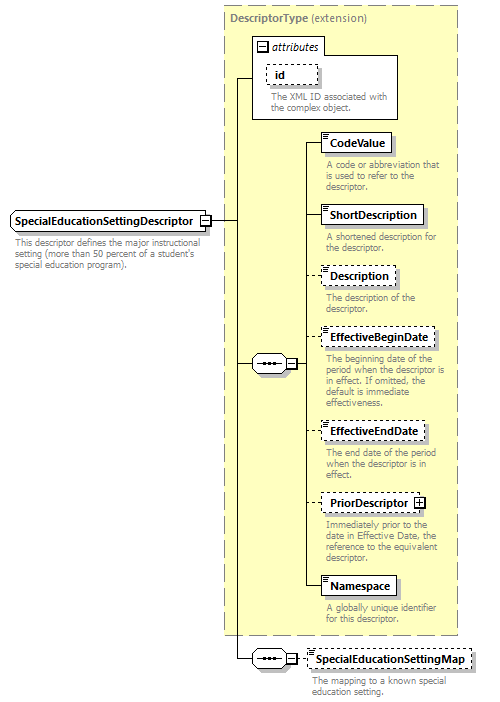 DescriptorType (extension)
attributes
id
The XML ID associated with
the complex object.
CodeValue
A code or abbreviation that
is used to refer to the
descriptor.
SpecialEducationSettingDescriptor
This descriptor defines the major instructional
setting (more than 50 percent of a student's
special education program).
ShortDescription
A shortened description for
the descriptor.
Description
The description of the
descriptor.
EffectiveBeginDate
The beginning date of the
period when the descriptor is
in effect. If omitted, the
default is immediate
effectiveness.
EffectiveEndDate
The end date of the period
when the descriptor is in
effect.
PriorDescriptor
Immediately prior to the
date in Effective Date, the
reference to the equivalent
descriptor.
Namespace
A globally unique identifier
for this descriptor.
SpecialEducationSettingMap
The mapping to a known special
education setting.